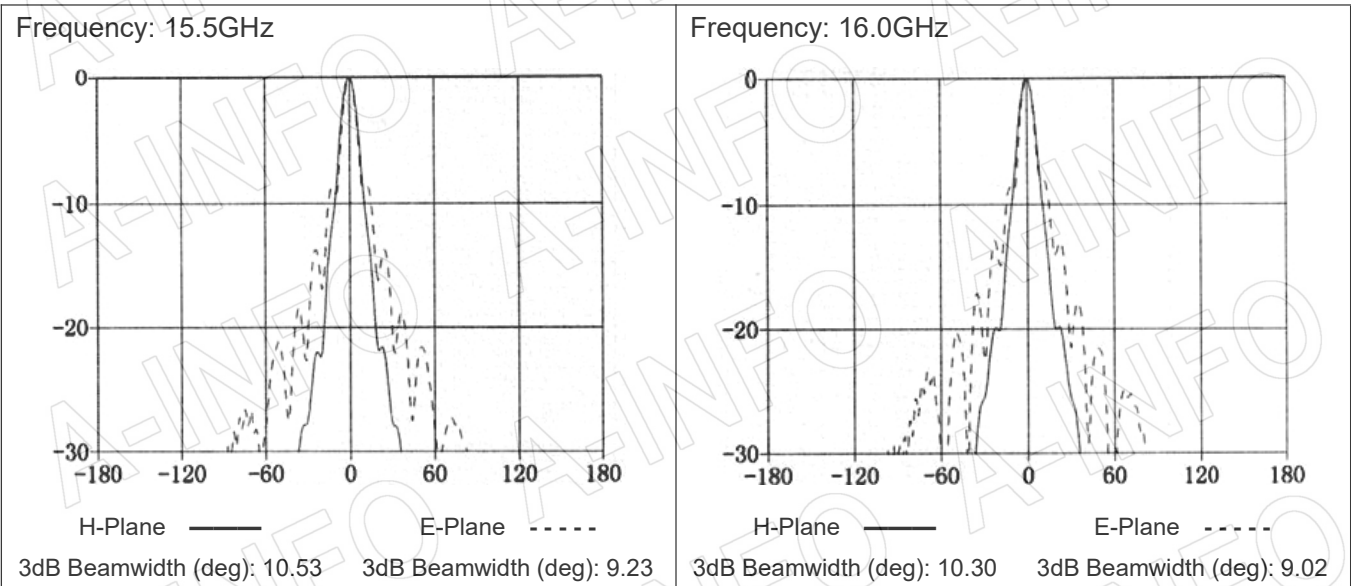 Frequency: 15.5GHz
0
-10
-20
-30
-180 -120 -60 0 60 120 180
H-Plane E-Plane
3dB Beamwidth (deg): 10.53 3dB Beamwidth (deg): 9.23
Frequency: 16.0GHz
0
-10
-20
-30
-180 -120 -60 0 60 120 180
H-Plane E-Plane
3dB Beamwidth (deg): 10.30 3dB Beamwidth (deg): 9.02
A-INFO